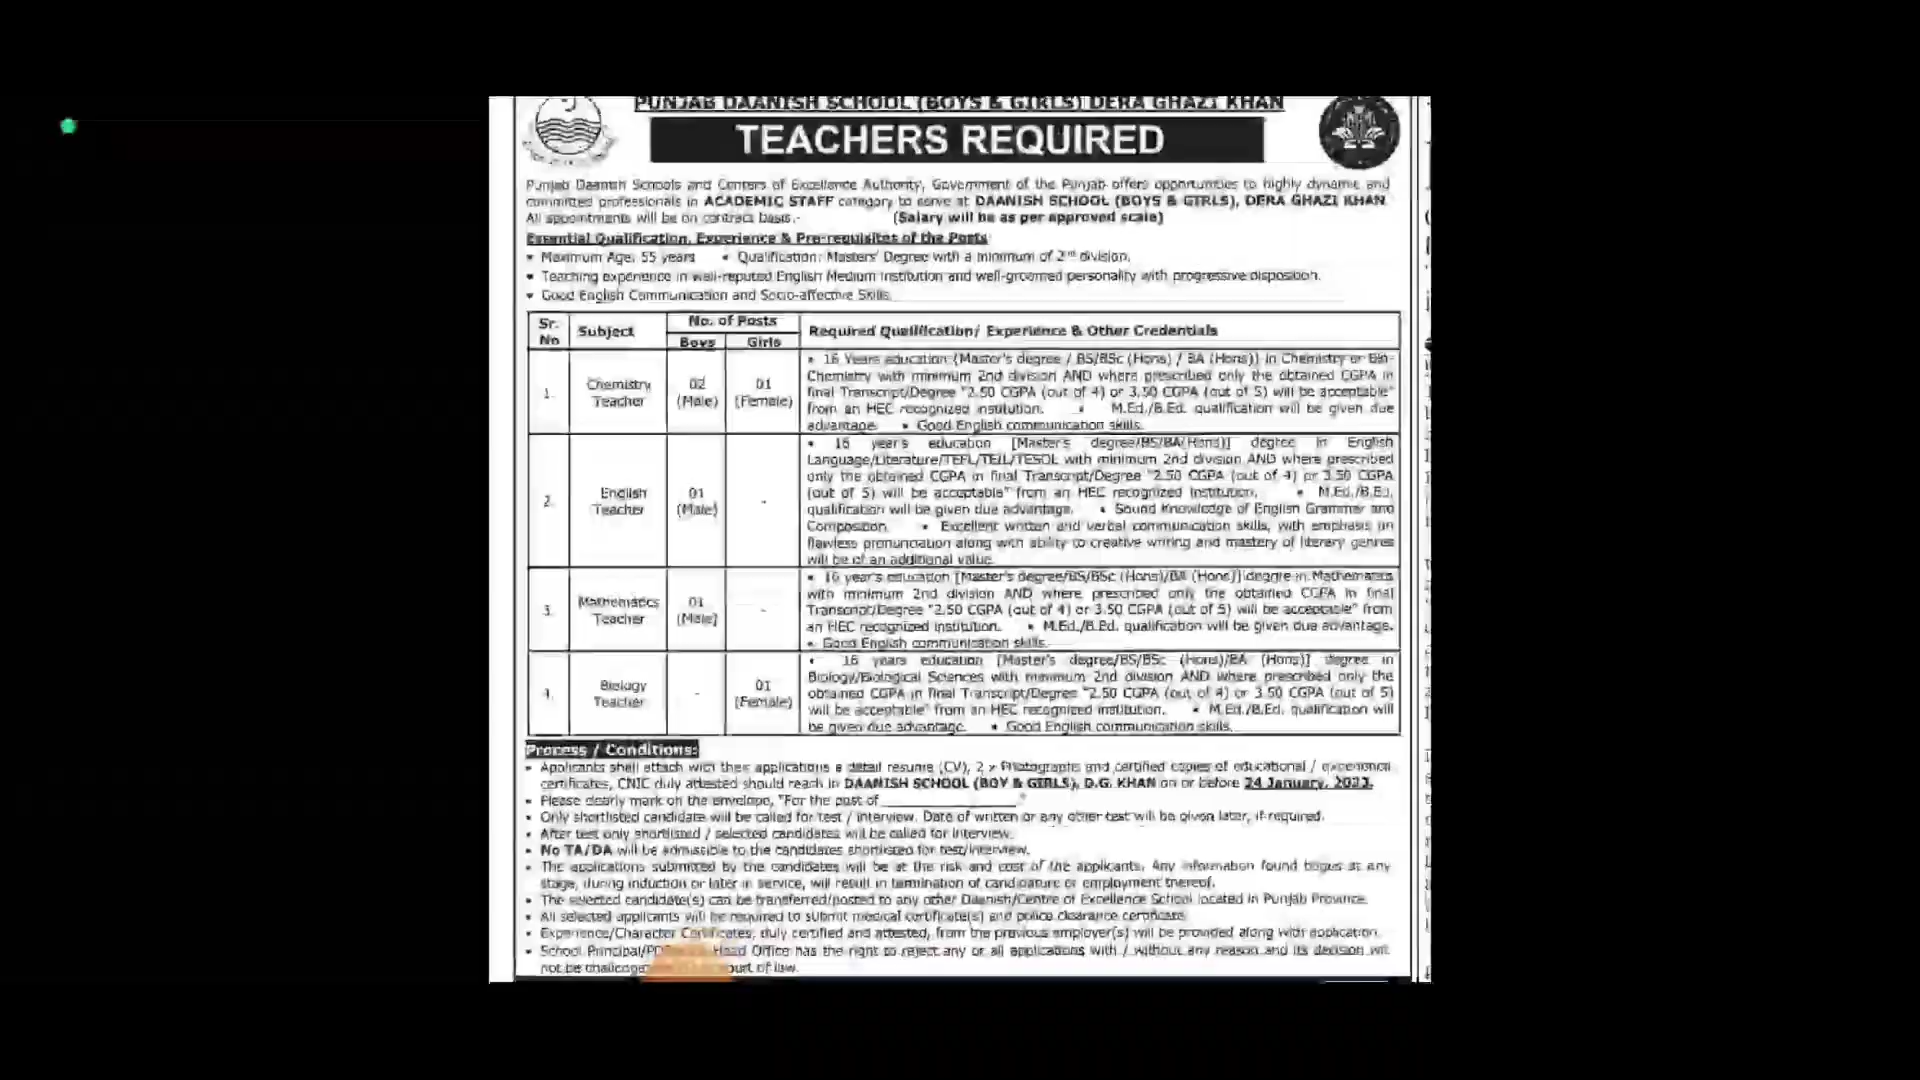 PUNJAB DAANISH SCHOOL (BOYS & GIRLS) DERA GHAZI KHAN
TEACHERS REQUIRED
Punjab Daanish Schools and Centers of Excellence Authority, Government of the Punjab offers opportunities to highly dynamic and
committed professionals in ACADEMIC STAFF category to serve at DAANISH SCHOOL (BOYS & GIRLS), DERA GHAZI KHAN.
All appointments will be on contract basis.- (Salary will be as per approved scale)
Essential Qualification, Experience & Pre-requisites of the Posts
• Maximum Age: 55 years • Qualification: Masters' Degree with a minimum of 2nd division.
• Teaching experience in well-reputed English Medium Institution and well-groomed personality with progressive disposition.
• Good English Communication and Socio-affective Skills.
Sr. No Subject No. of Posts Boys Girls Required Qualification/ Experience & Other Credentials
1. Chemistry Teacher 02 (Male) 01 (Female)
• 16 Years education (Master's degree / BS/BSc (Hons) / BA (Hons)) in Chemistry or Bio-
Chemistry with minimum 2nd division AND where prescribed only the obtained CGPA in
final Transcript/Degree "2.50 CGPA (out of 4) or 3.50 CGPA (out of 5) will be acceptable"
from an HEC recognized institution. • M.Ed./B.Ed. qualification will be given due
advantage. • Good English communication skills.
2. English Teacher 01 (Male) -
• 16 year's education [Master's degree/BS/BA(Hons)] degree in English
Language/Literature/TEFL/TEIL/TESOL with minimum 2nd division AND where prescribed
only the obtained CGPA in final Transcript/Degree "2.50 CGPA (out of 4) or 3.50 CGPA
(out of 5) will be acceptable" from an HEC recognized Institution. • M.Ed./B.Ed.
qualification will be given due advantage. • Sound Knowledge of English Grammar and
Composition. • Excellent written and verbal communication skills, with emphasis on
flawless pronunciation along with ability to creative writing and mastery of literary genres
will be of an additional value.
3. Mathematics Teacher 01 (Male) -
• 16 year's education [Master's degree/BS/BSc (Hons)/BA (Hons)] degree in Mathematics
with minimum 2nd division AND where prescribed only the obtained CGPA in final
Transcript/Degree "2.50 CGPA (out of 4) or 3.50 CGPA (out of 5) will be acceptable" from
an HEC recognized institution. • M.Ed./B.Ed. qualification will be given due advantage.
• Good English communication skills.
4. Biology Teacher - 01 (Female)
• 16 years education [Master's degree/BS/BSc (Hons)/BA (Hons)] degree in
Biology/Biological Sciences with minimum 2nd division AND where prescribed only the
obtained CGPA in final Transcript/Degree "2.50 CGPA (out of 4) or 3.50 CGPA (out of 5)
will be acceptable" from an HEC recognized institution. • M.Ed./B.Ed. qualification will
be given due advantage. • Good English communication skills.
Process / Conditions:
• Applicants shall attach with their applications a detail resume (CV), 2 x Photographs and certified copies of educational / experience
certificates, CNIC duly attested should reach in DAANISH SCHOOL (BOY & GIRLS), D.G. KHAN on or before 24 January,
• Please clearly mark on the envelope, "For the post of ____________."
• Only shortlisted candidate will be called for test / interview. Date of written or any other test will be given later, if required.
• After test only shortlisted / selected candidates will be called for Interview.
• No TA/DA will be admissible to the candidates shortlisted for test/interview.
• The applications submitted by the candidates will be at the risk and cost of the applicants. Any information found bogus at any
stage, during induction or later in service, will result in termination of candidature or employment thereof.
• The selected candidate(s) can be transferred/posted to any other Daanish/Centre of Excellence School located in Punjab Province.
• All selected applicants will be required to submit medical certificate(s) and police clearance certificate.
• Experience/Character Certificates, duly certified and attested, from the previous employer(s) will be provided along with application.
• School Principal/ Head Office has the right to reject any or all applications with / without any reason and its decision will
not be of law.